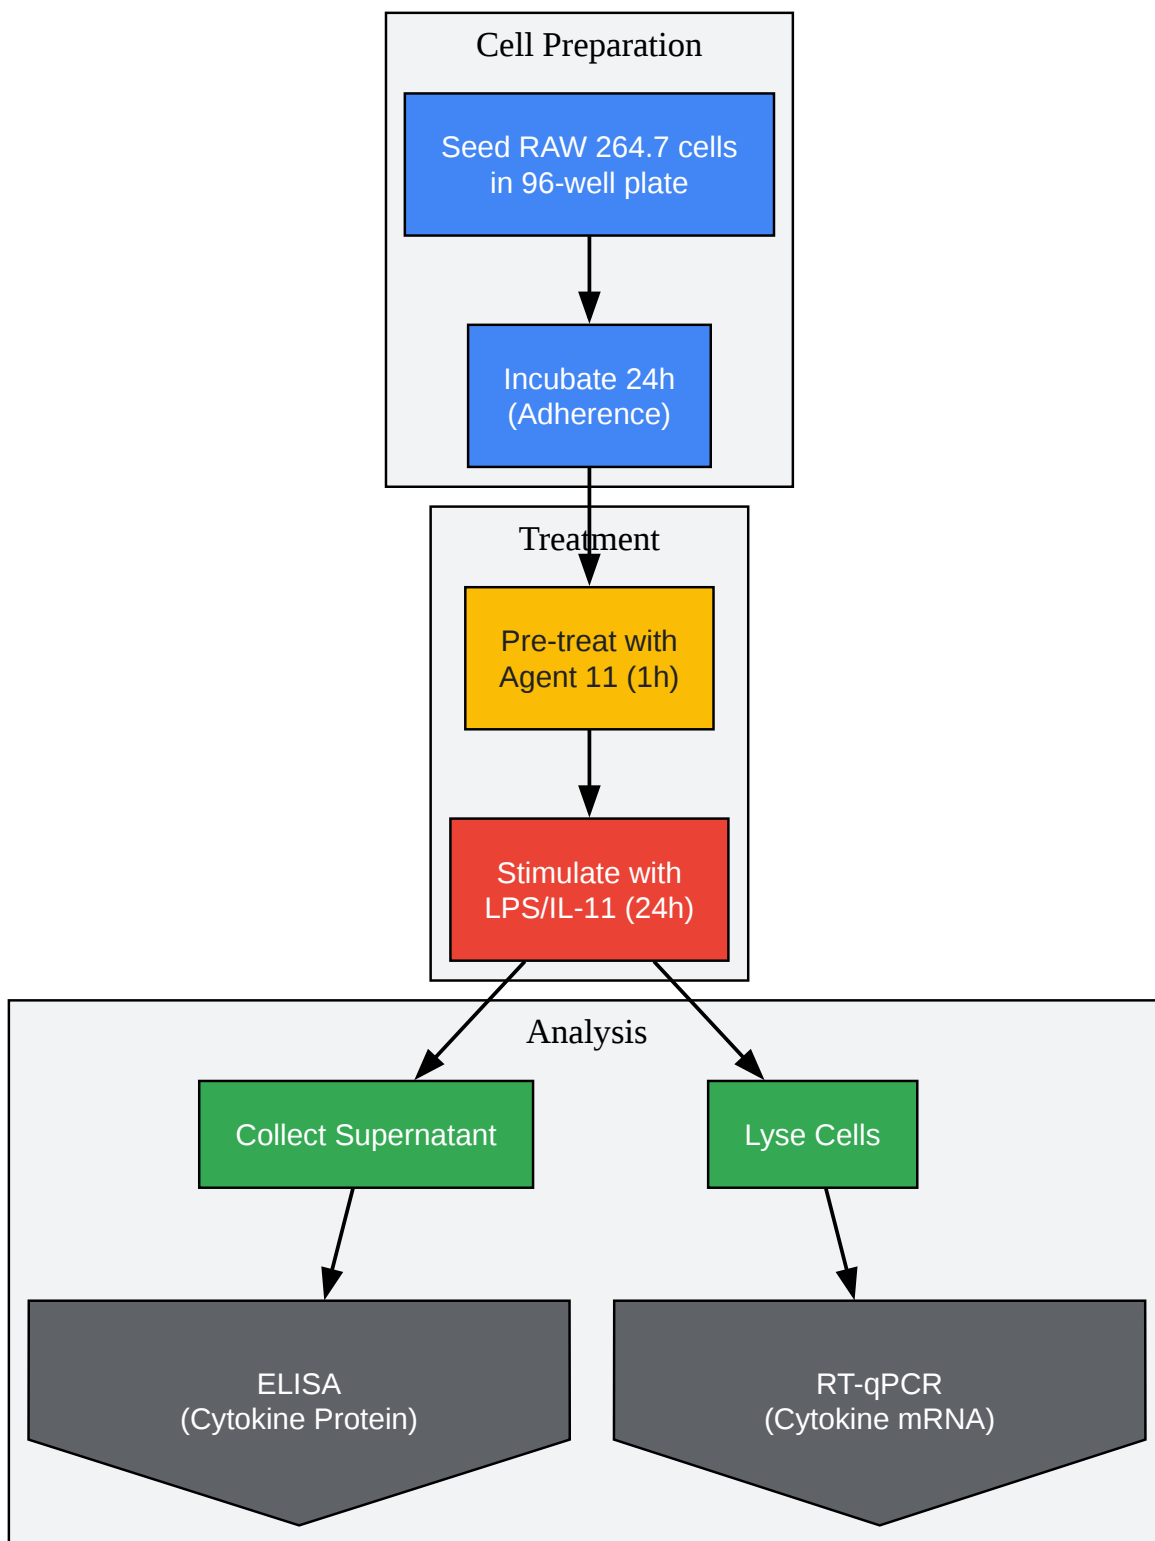 Cell Preparation
Seed RAW 264.7 cells
in 96-well plate
Incubate 24h
(Adherence)
Treatment
Pre-treat with
Agent 11 (1h)
Stimulate with
LPS/IL-11 (24h)
Analysis
Collect Supernatant
Lyse Cells
ELISA
(Cytokine Protein)
RT-qPCR
(Cytokine mRNA)